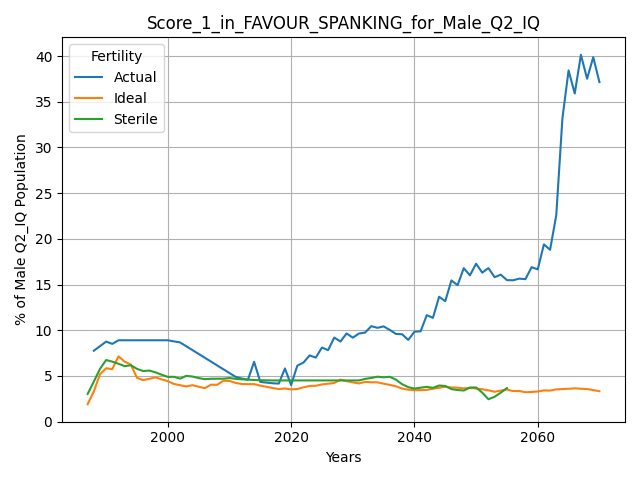 Score_1_in_FAVOUR_SPANKING_for_Male_Q2_IQ
Fertility
Actual
Ideal
Sterile
% of Male Q2_IQ Population
40
35
30
25
20
15
10
5
0
2000
2020
2040
2060
Years